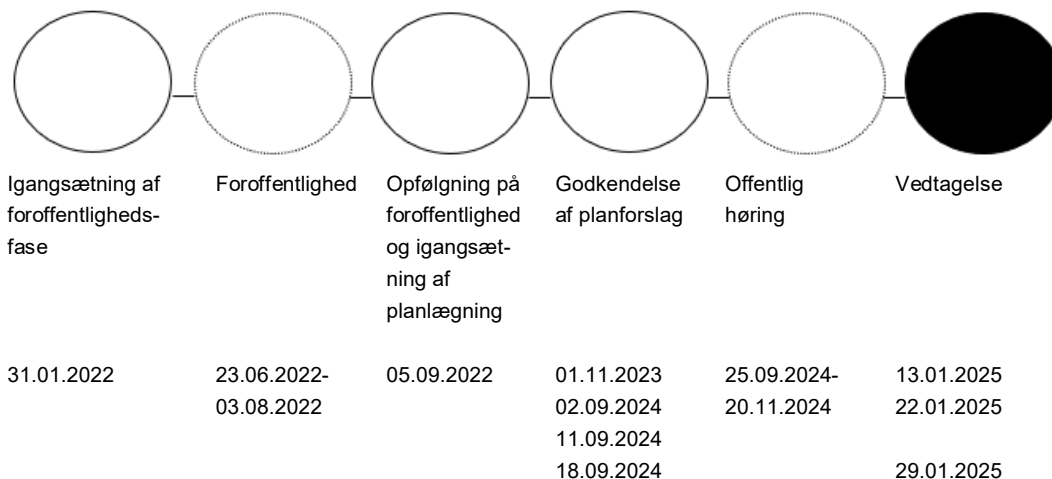 Igangsætning af
foroffentligheds-
fase
Foroffentlighed
Opfølgning på
foroffentlighed
og igangsæt-
ning af
planlægning
Godkendelse
af planforslag
Offentlig
høring
Vedtagelse
31.01.2022
23.06.2022-
03.08.2022
05.09.2022
01.11.2023
02.09.2024
11.09.2024
18.09.2024
25.09.2024-
20.11.2024
13.01.2025
22.01.2025
29.01.2025